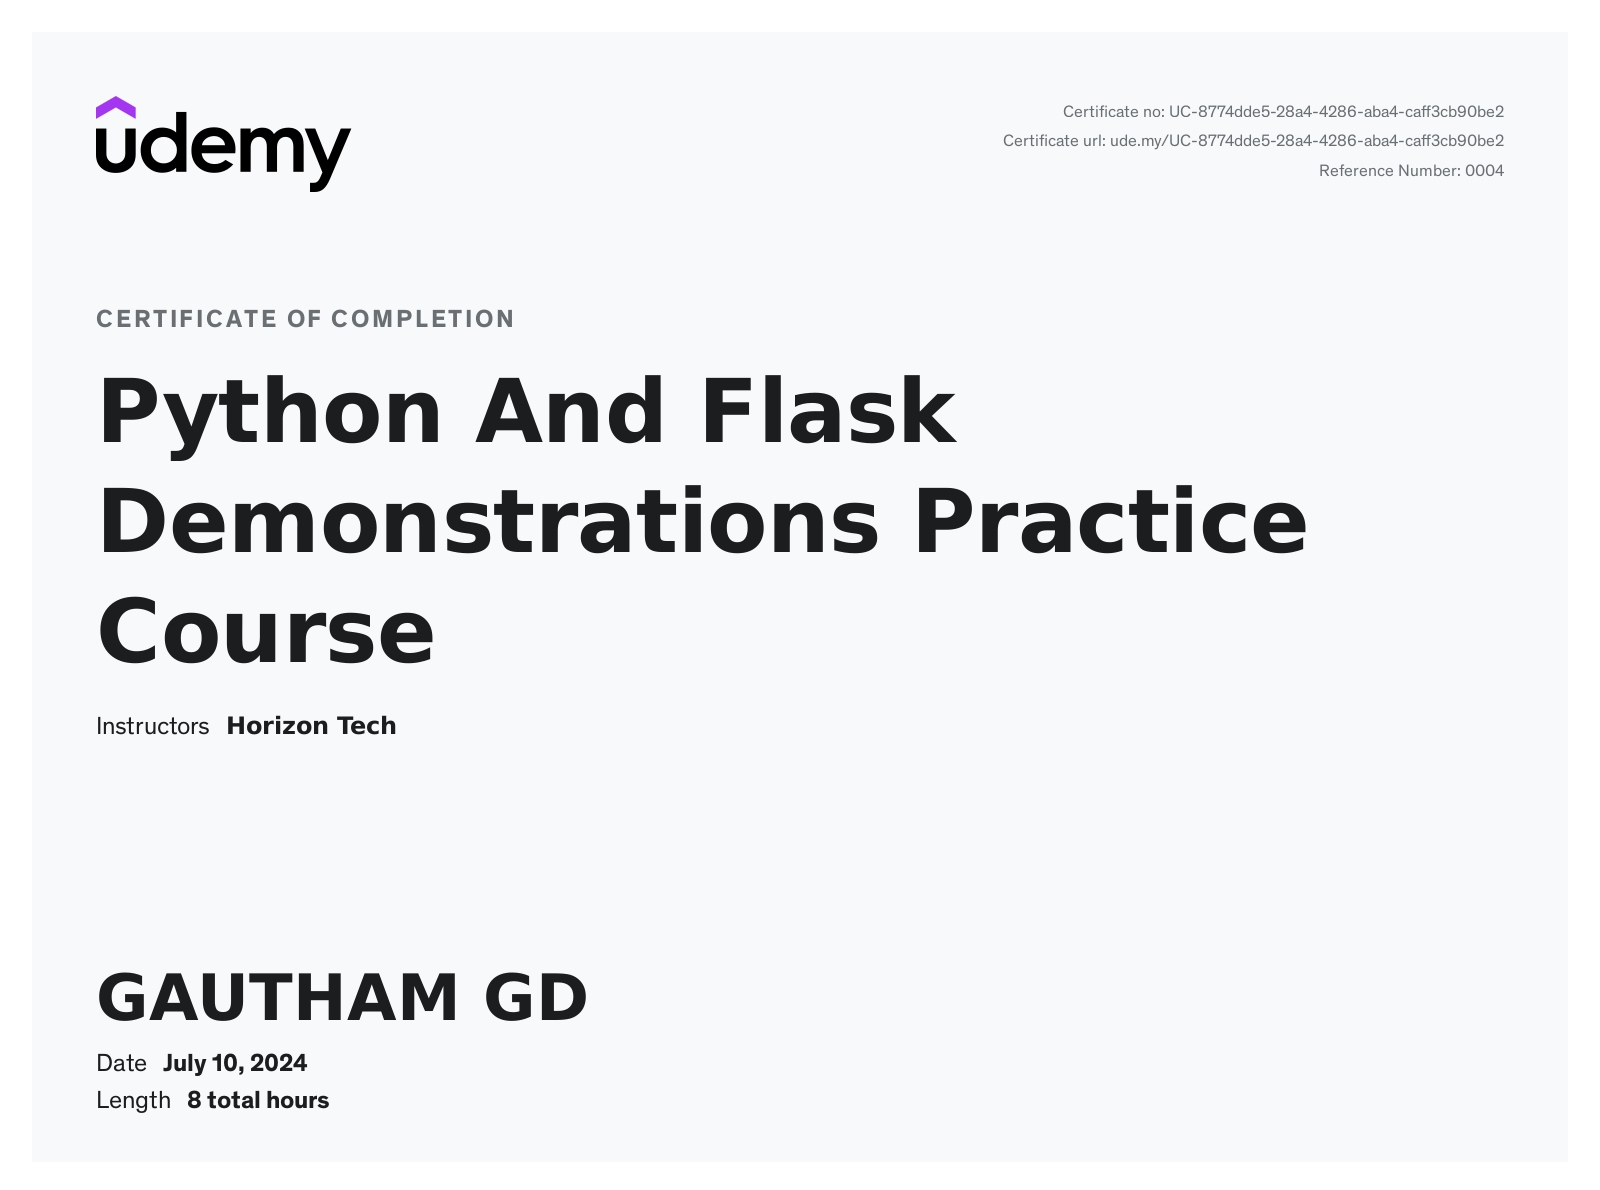 udemy
Certificate no: UC-8774dde5-28a4-4286-aba4-caff3cb90be2
Certificate url: ude.my/UC-8774dde5-28a4-4286-aba4-caff3cb90be2
Reference Number: 0004
CERTIFICATE OF COMPLETION
Python And Flask
Demonstrations Practice
Course
Instructors Horizon Tech
GAUTHAM GD
Date July 10, 2024
Length 8 total hours